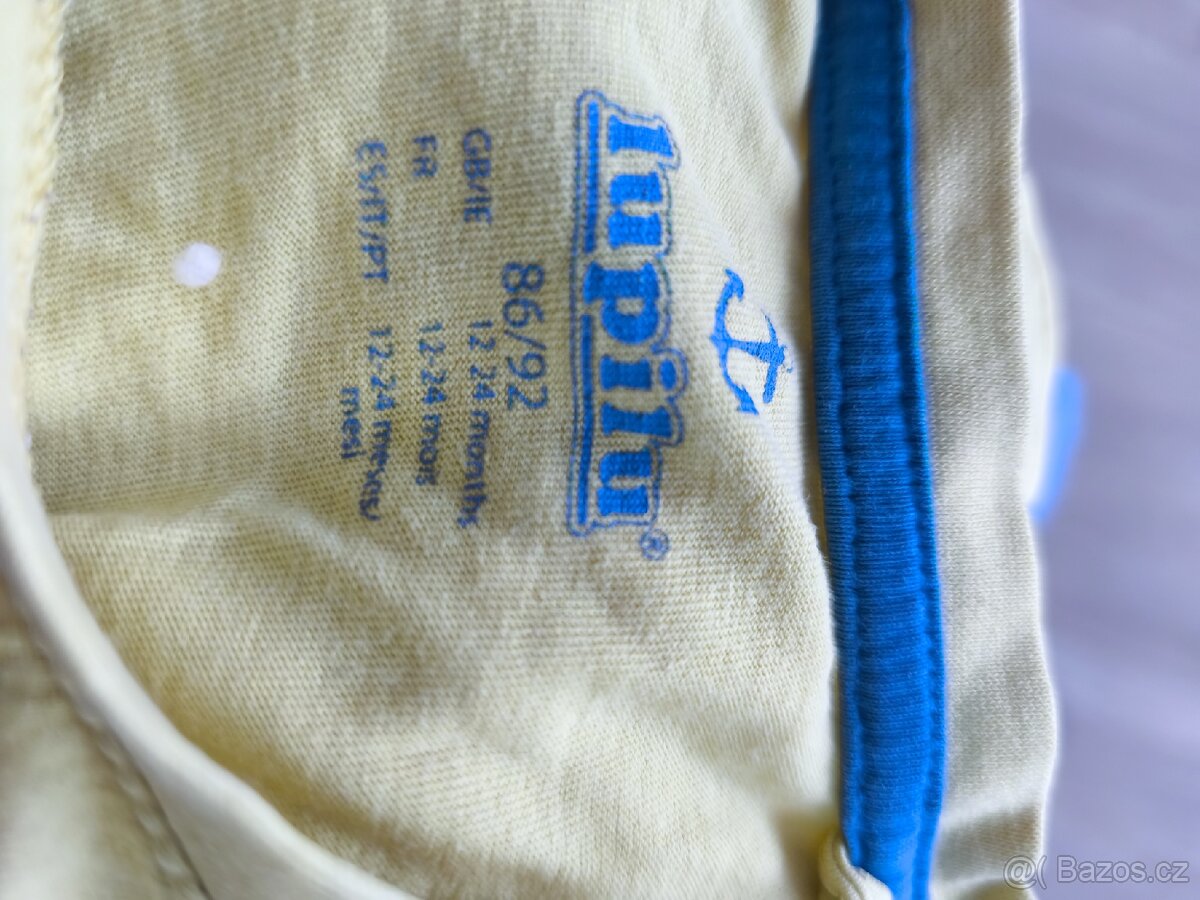 lupilu®
86/92
GB/IE 12-24 months
FR 12-24 mois
ES/IT/PT 12-24 meses/
mesi
Bazos.cz